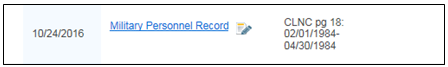 10/24/2016
Military Personnel Record
CLNC pg 18:
02/01/1984-
04/30/1984